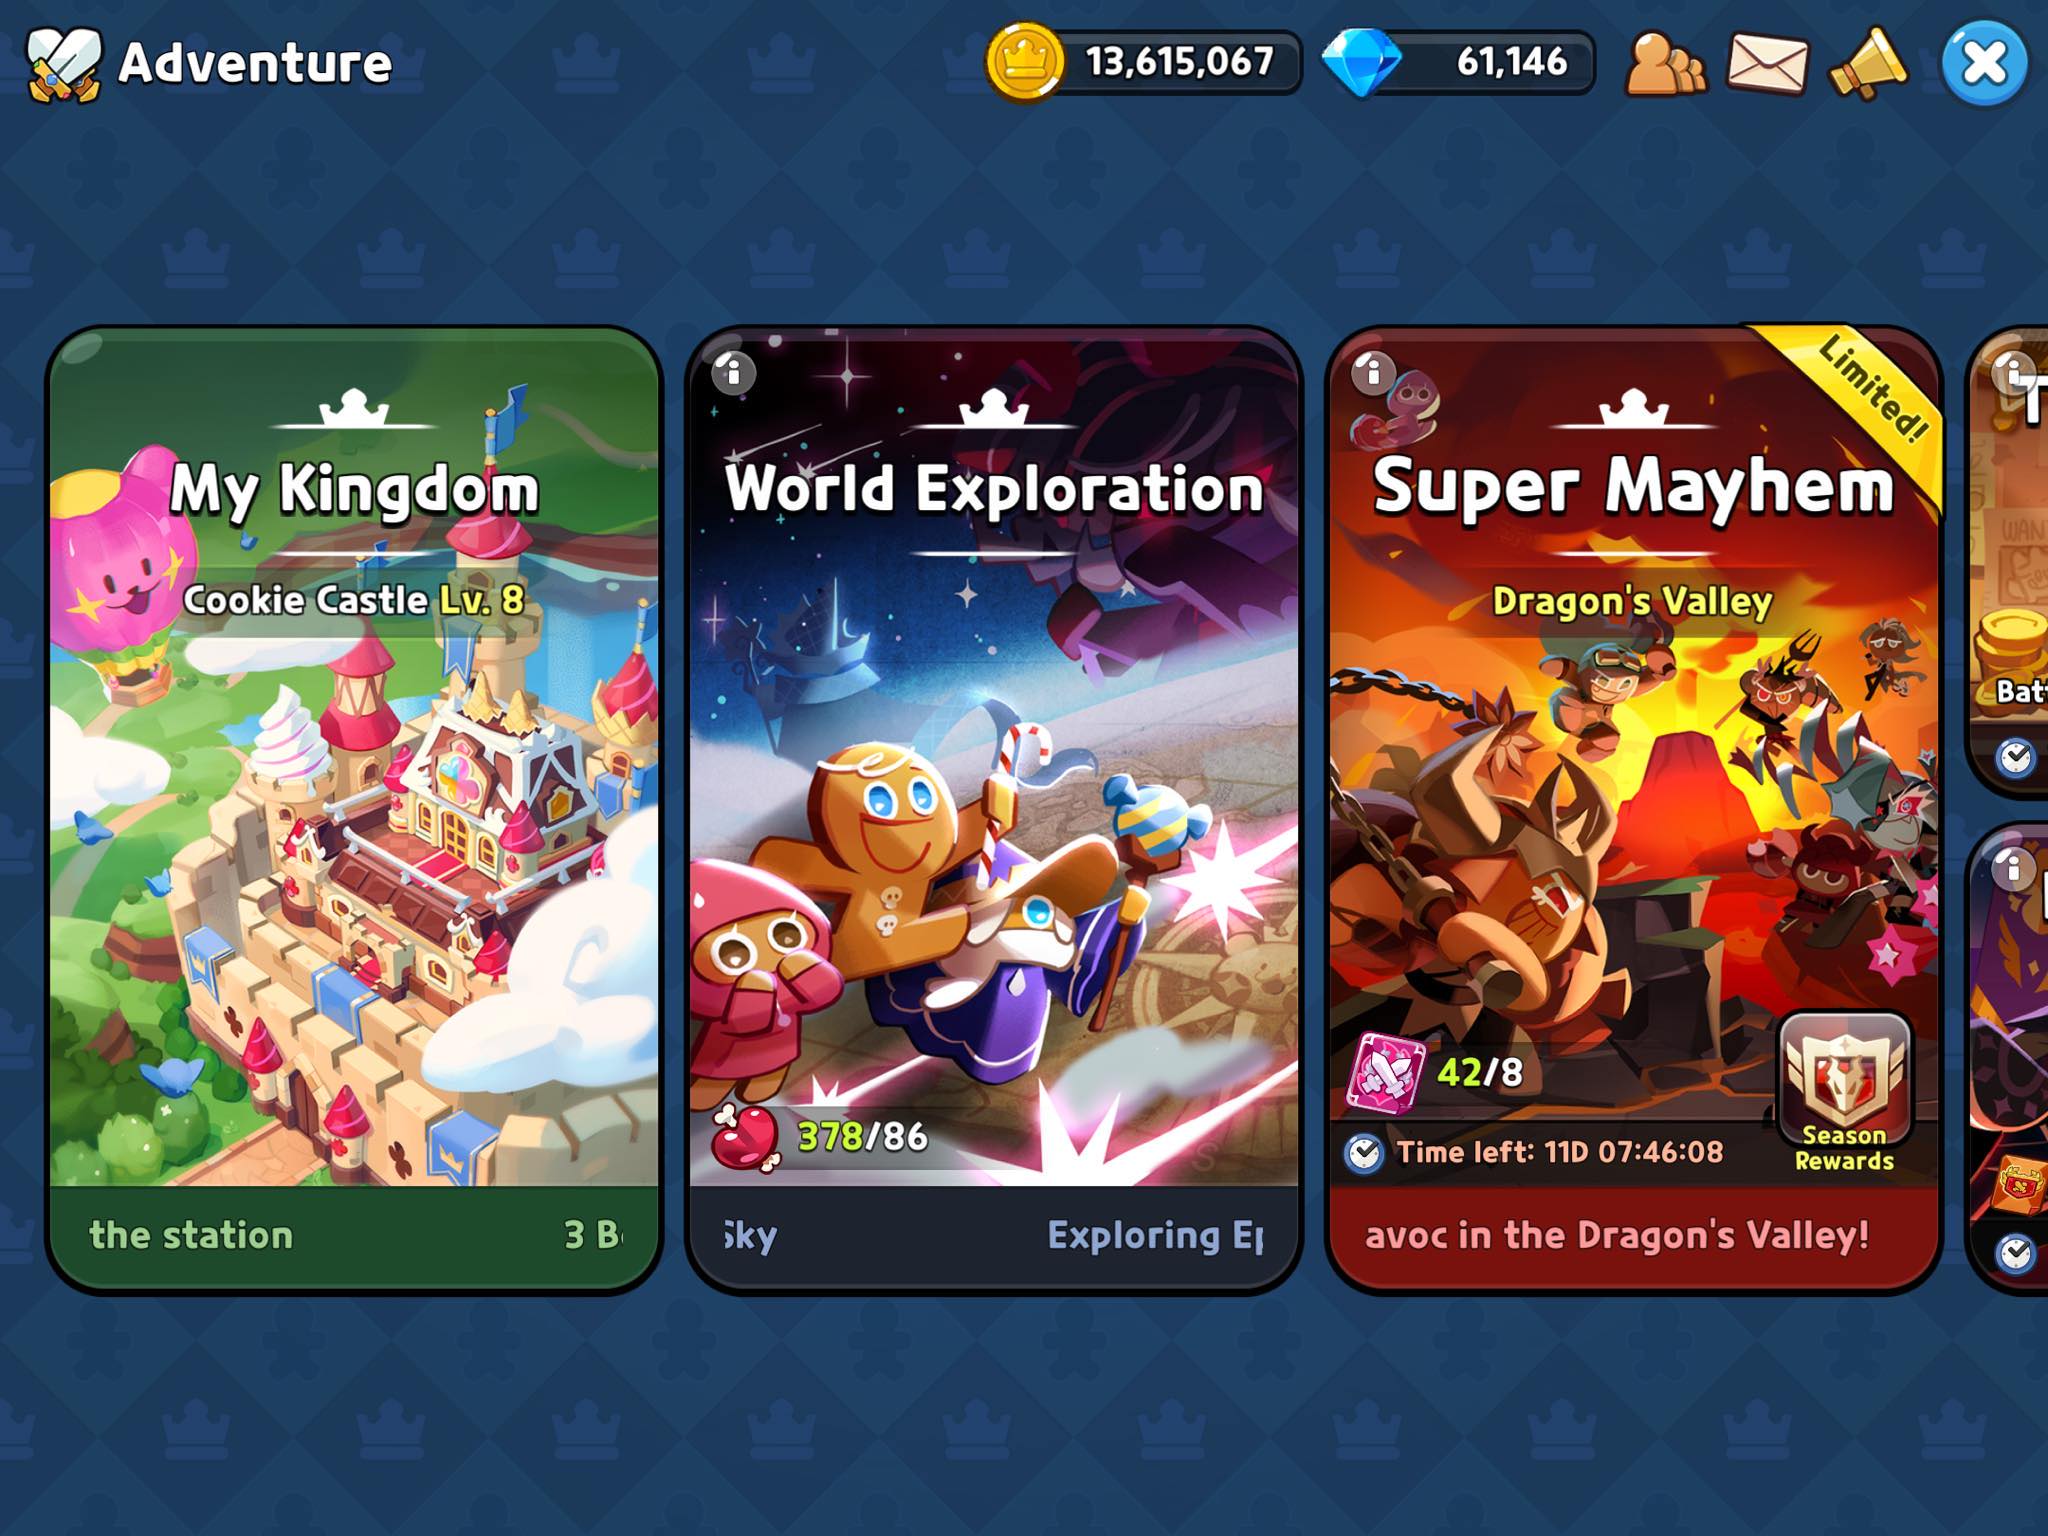 Adventure
13,615,067
61,146
My Kingdom
Cookie Castle Lv. 8
the station
3
World Exploration
378/86
Sky
Exploring
Limited!
Super Mayhem
Dragon's Valley
42/8
Time left: 11D 07:46:08
Season
Rewards
avoc in the Dragon's Valley!